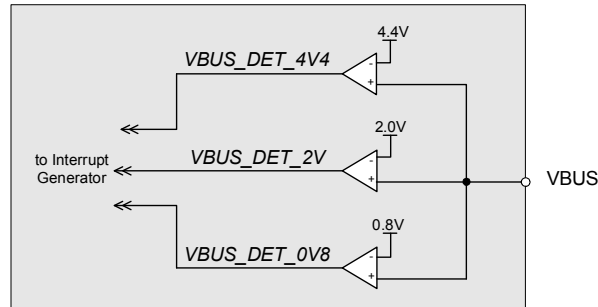 4.4V
VBUS_DET_4V4
-
+
2.0V
to Interrupt
Generator
VBUS_DET_2V
-
+
VBUS
0.8V
VBUS_DET_0V8
-
+